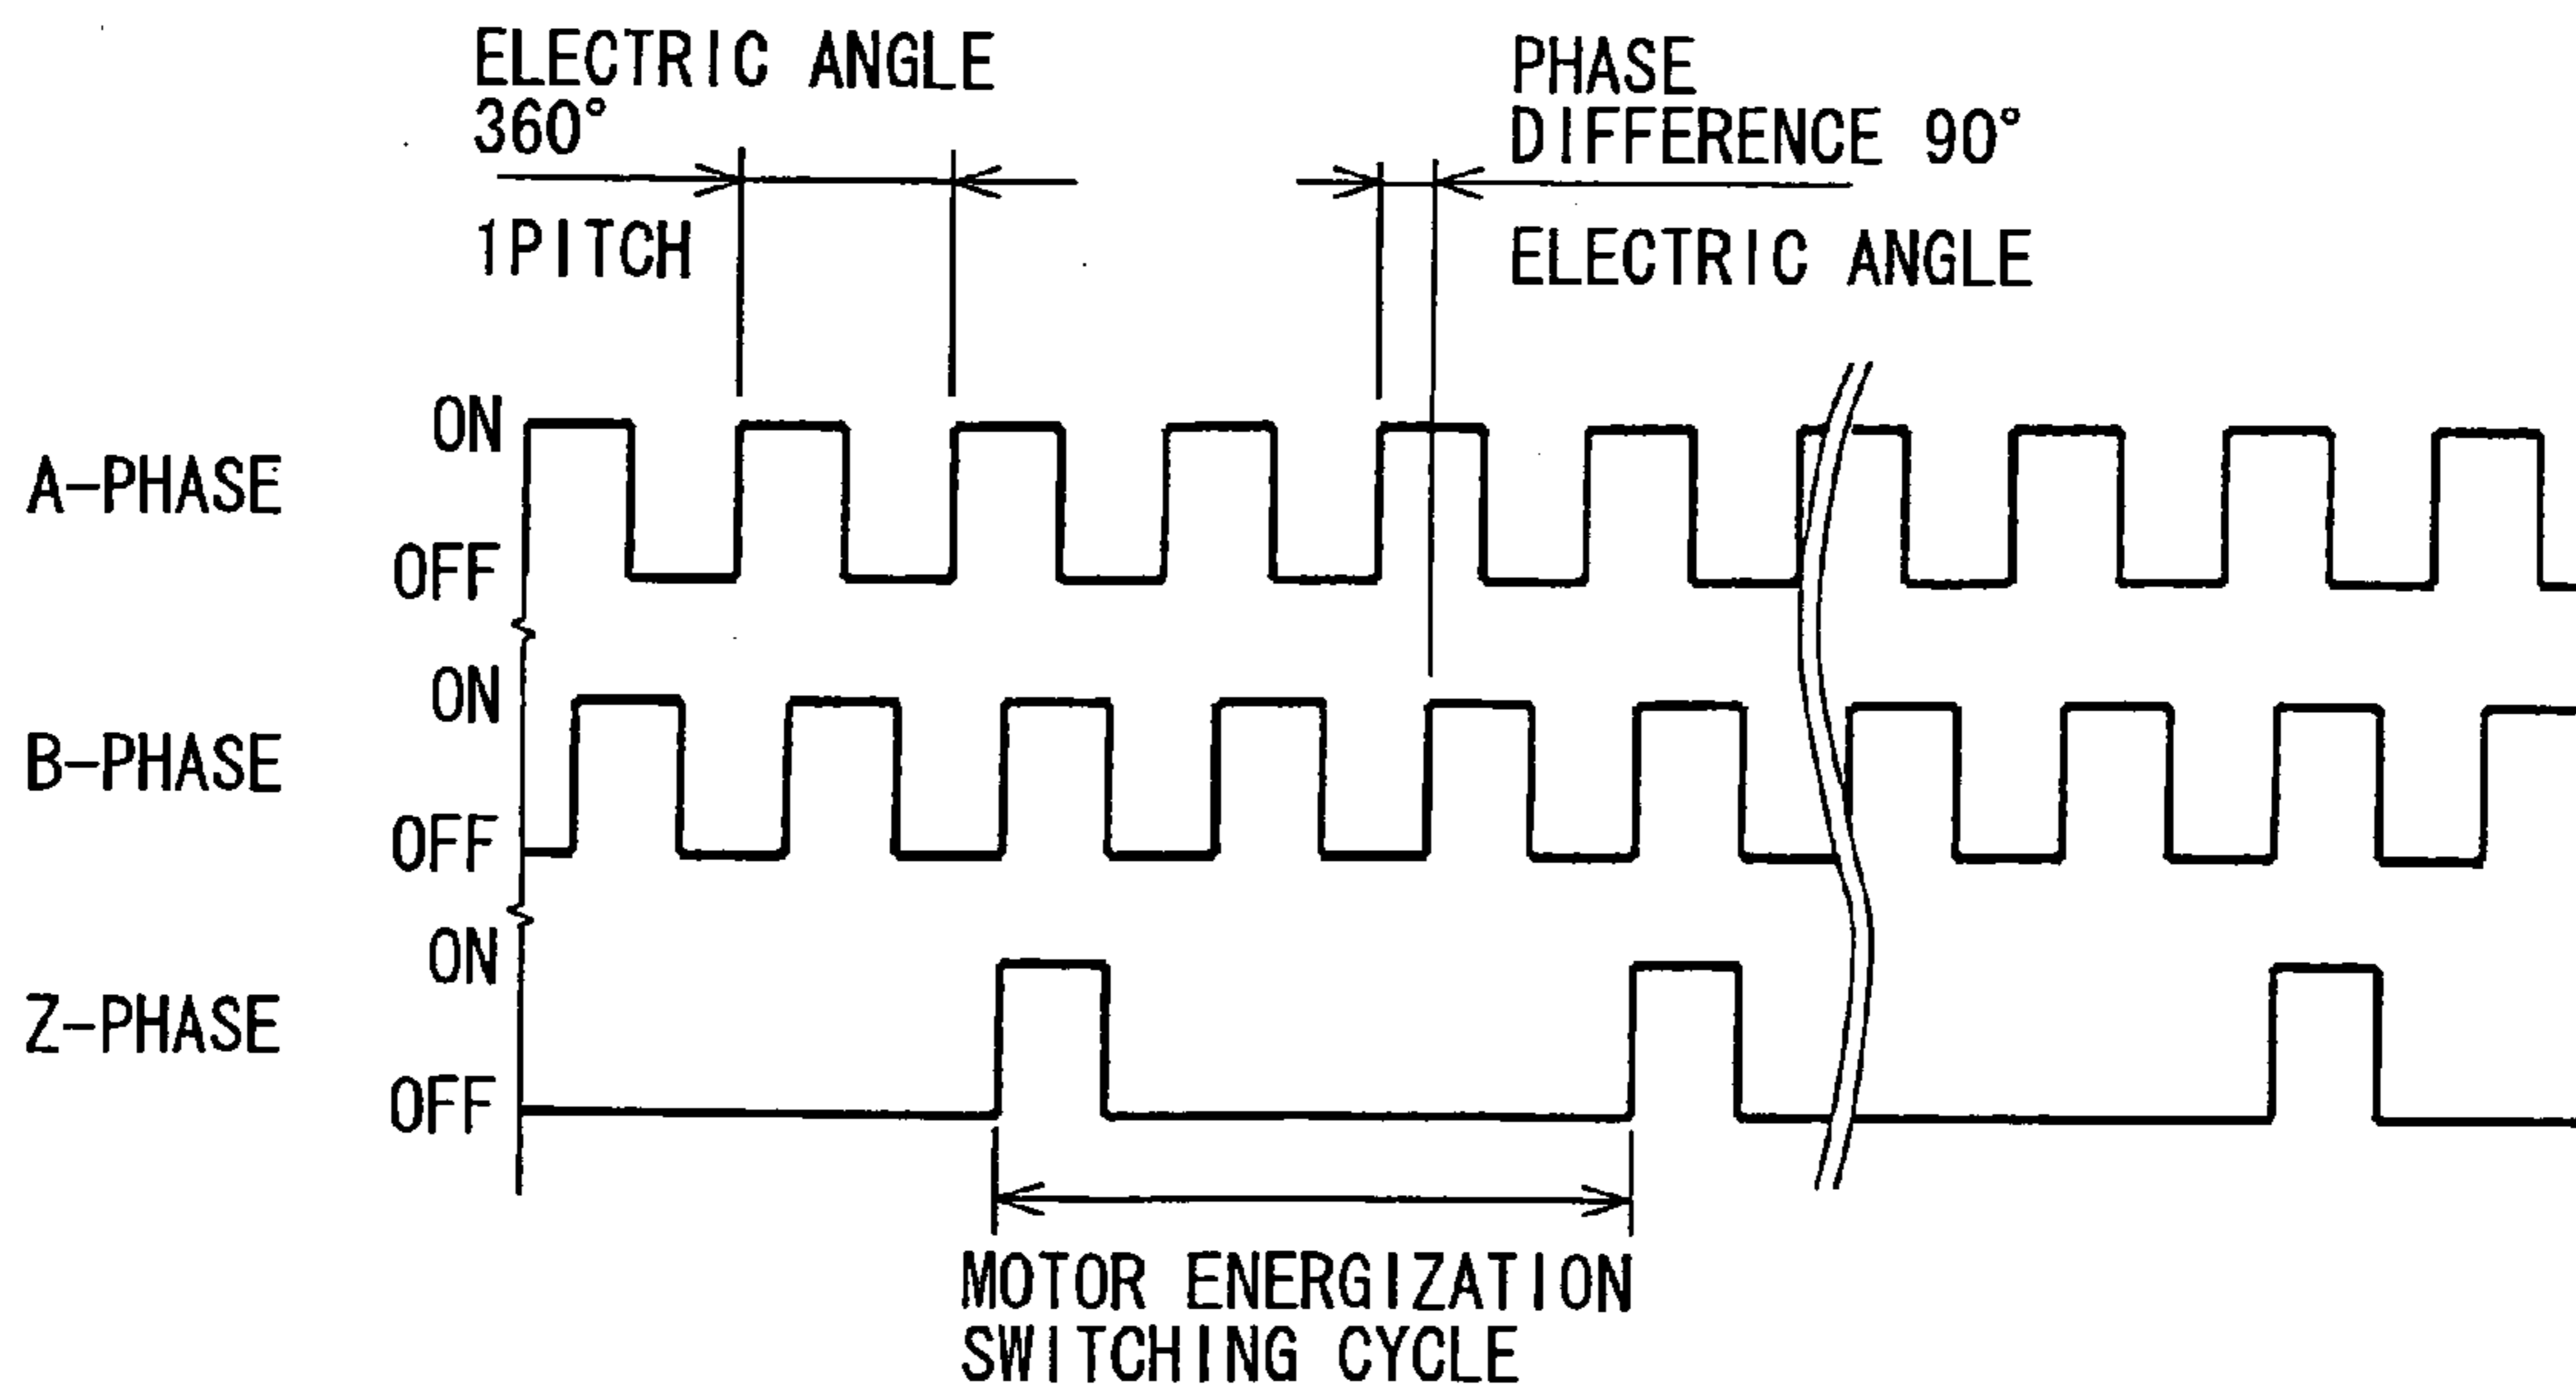 ELECTRIC ANGLE
360°
1PITCH
PHASE
DIFFERENCE 90°
ELECTRIC ANGLE
A-PHASE
ON
OFF
B-PHASE
ON
OFF
Z-PHASE
ON
OFF
MOTOR ENERGIZATION
SWITCHING CYCLE